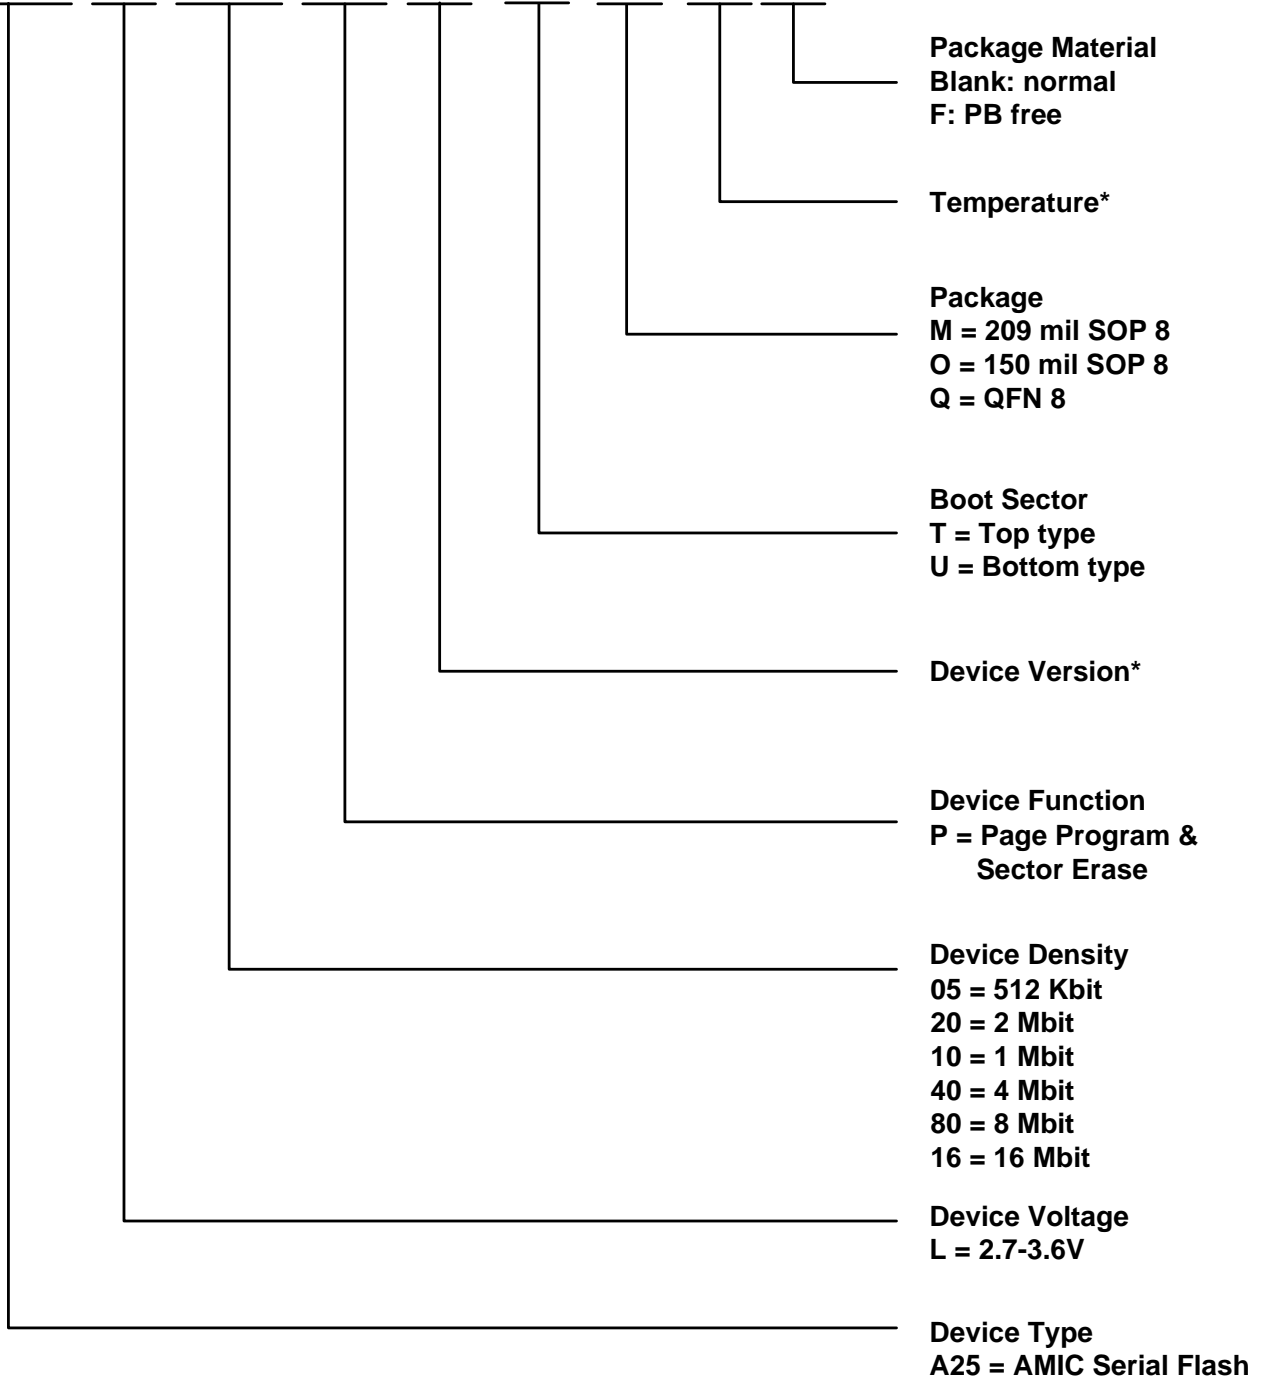 Package Material
Blank: normal
F: PB free
Temperature*
Package
M = 209 mil SOP 8
O = 150 mil SOP 8
Q = QFN 8
Boot Sector
T = Top type
U = Bottom type
Device Version*
Device Function
P = Page Program &
Sector Erase
Device Density
05 = 512 Kbit
20 = 2 Mbit
10 = 1 Mbit
40 = 4 Mbit
80 = 8 Mbit
16 = 16 Mbit
Device Voltage
L = 2.7-3.6V
Device Type
A25 = AMIC Serial Flash